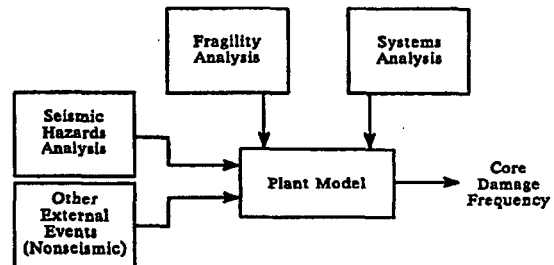 Fragility
Analysis
Systems
Analysis
Seismic
Hazards
Analysis
Plant Model
Core
Damage
Frequency
Other
External
Events
(Nonseismic)